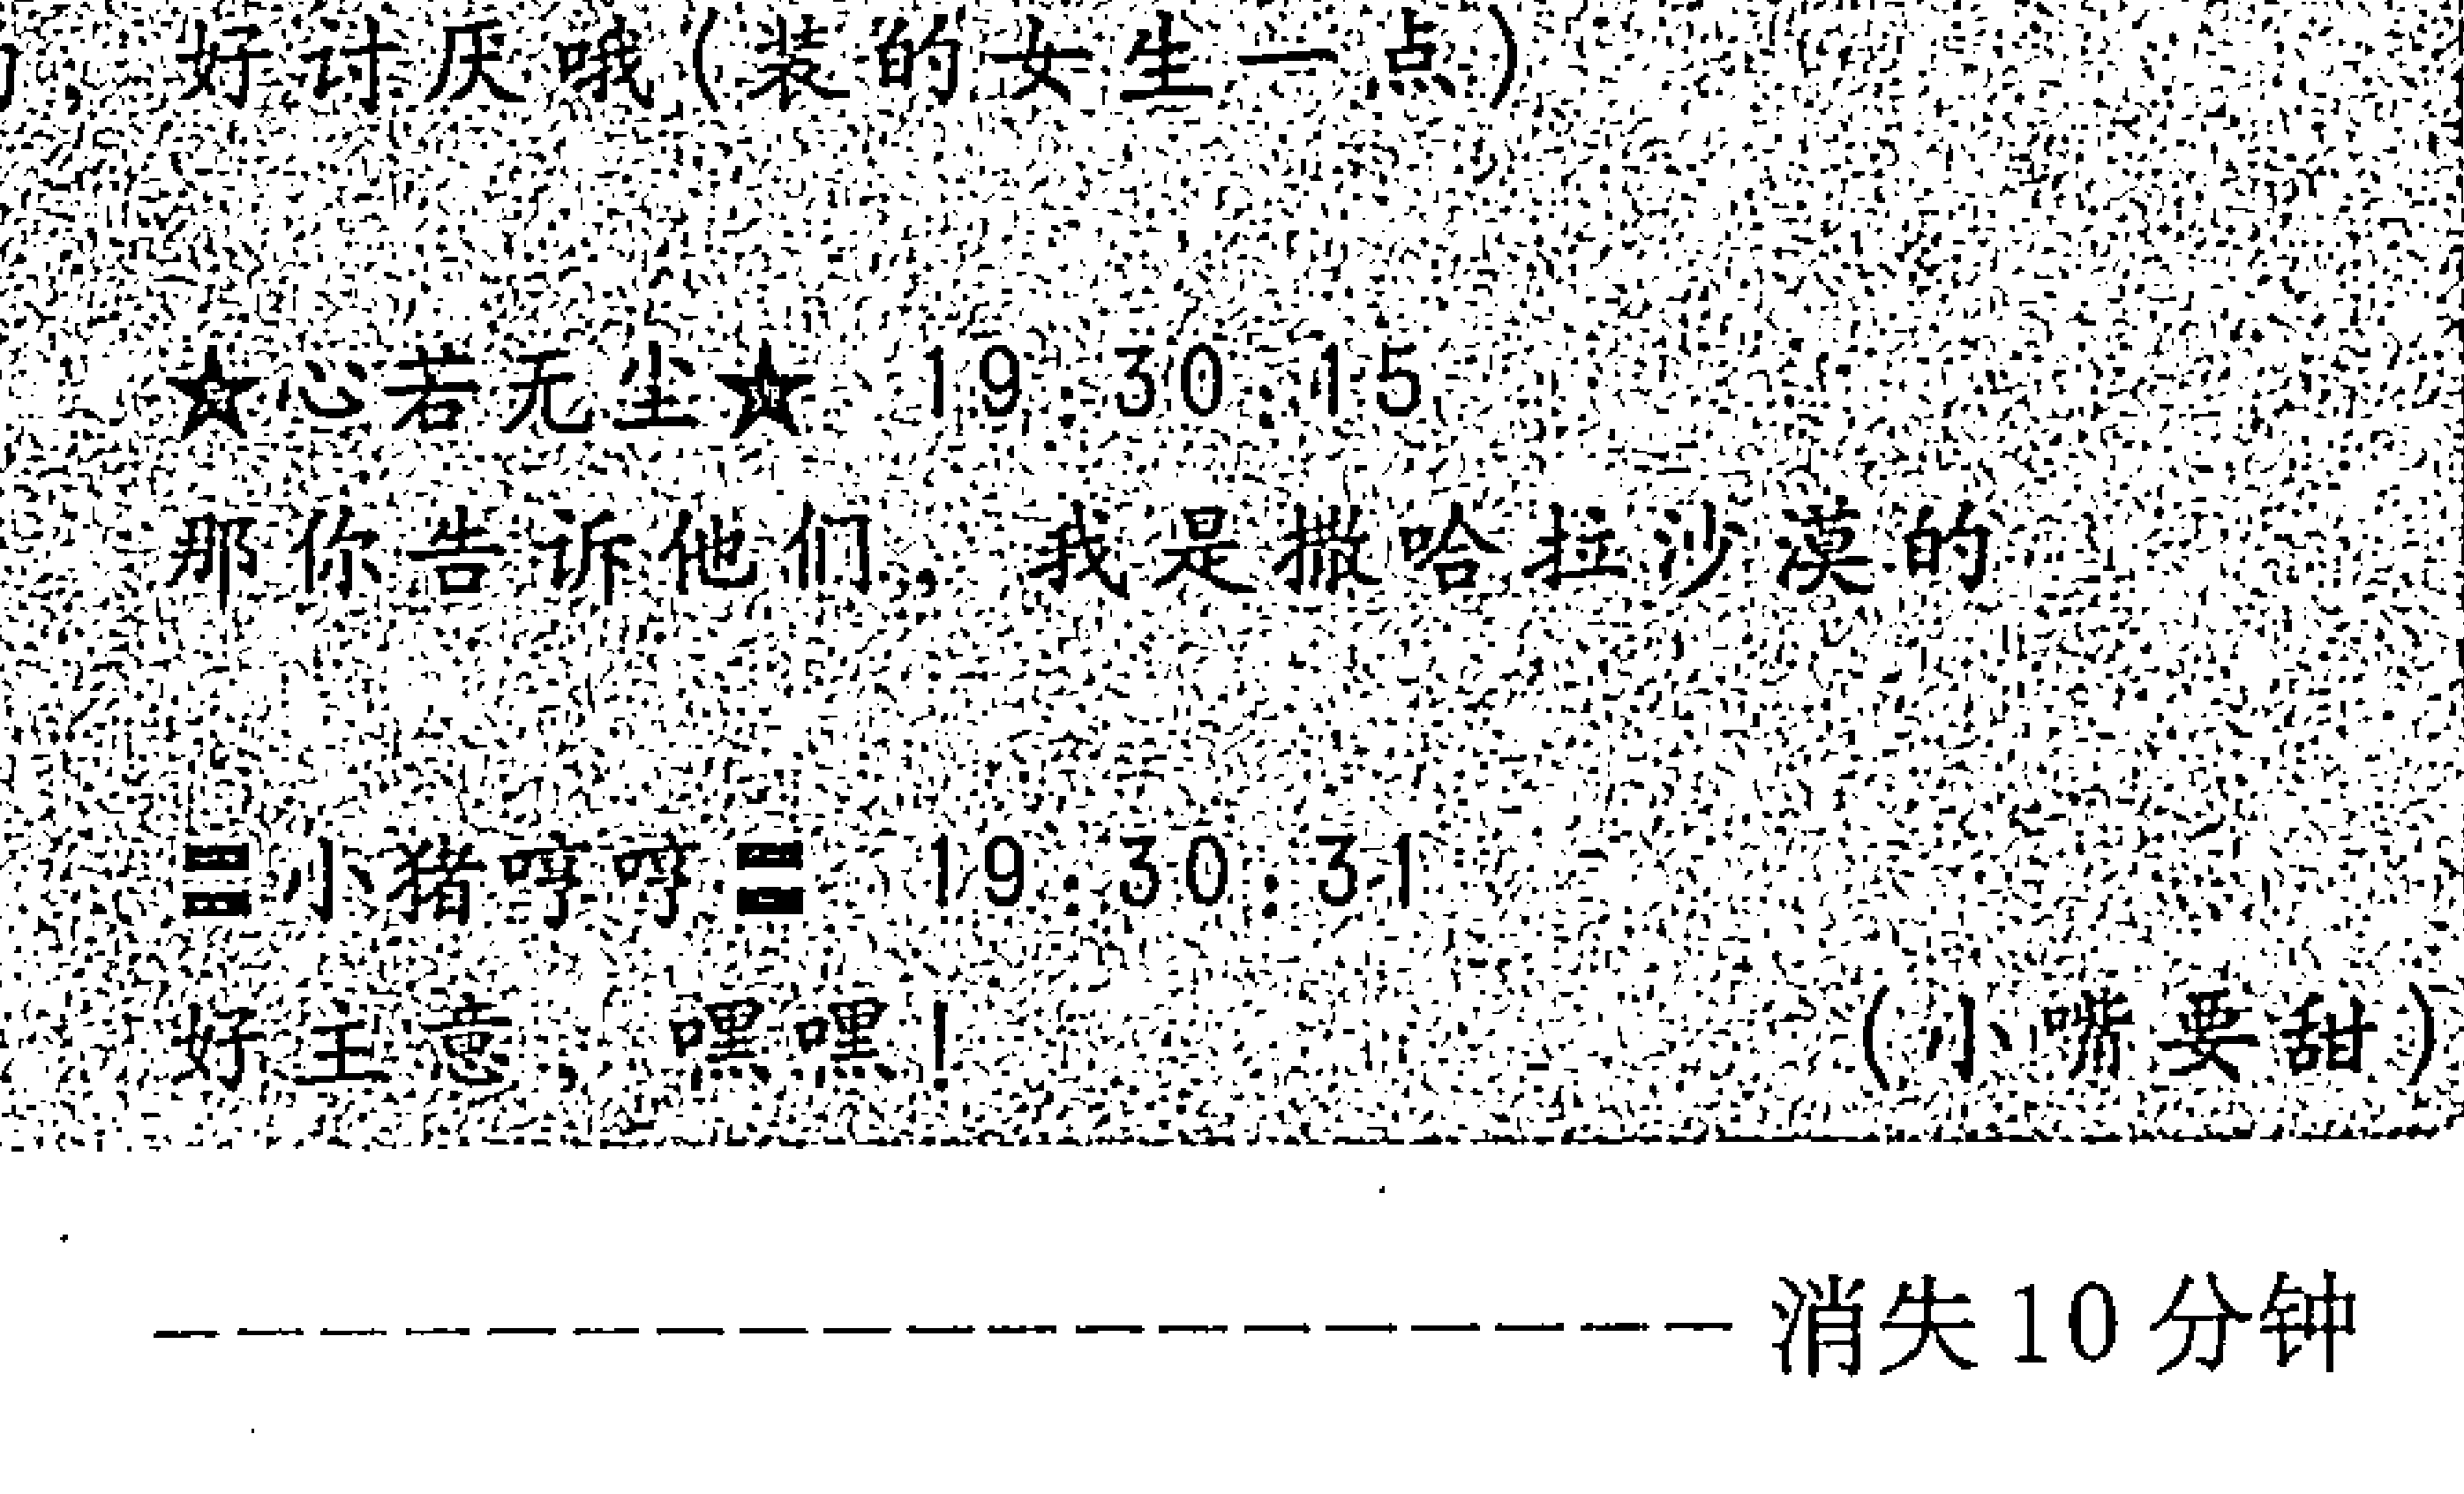 ，好讨厌哦(装的女生一点)
☆心若无尘☆ 19:30:15
那你告诉他们，我是撒哈拉沙漠的
〓小猪哼哼〓 19:30:31
好主意，嘿嘿！ (小嘴要甜)
————————————————消失10分钟